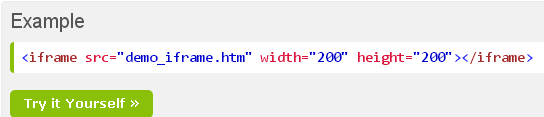 Example
<iframe src="demo_iframe.htm" width="200" height="200"></iframe>
Try it Yourself »